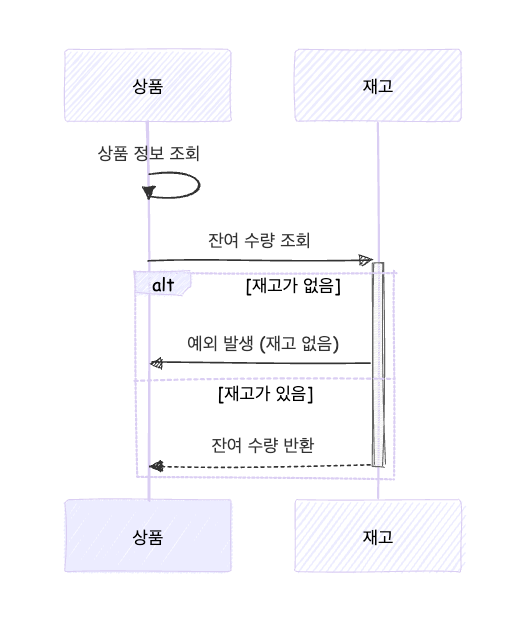 상품
재고
상품 정보 조회
잔여 수량 조회
alt
[재고가 없음]
예외 발생 (재고 없음)
[재고가 있음]
잔여 수량 반환
상품
재고